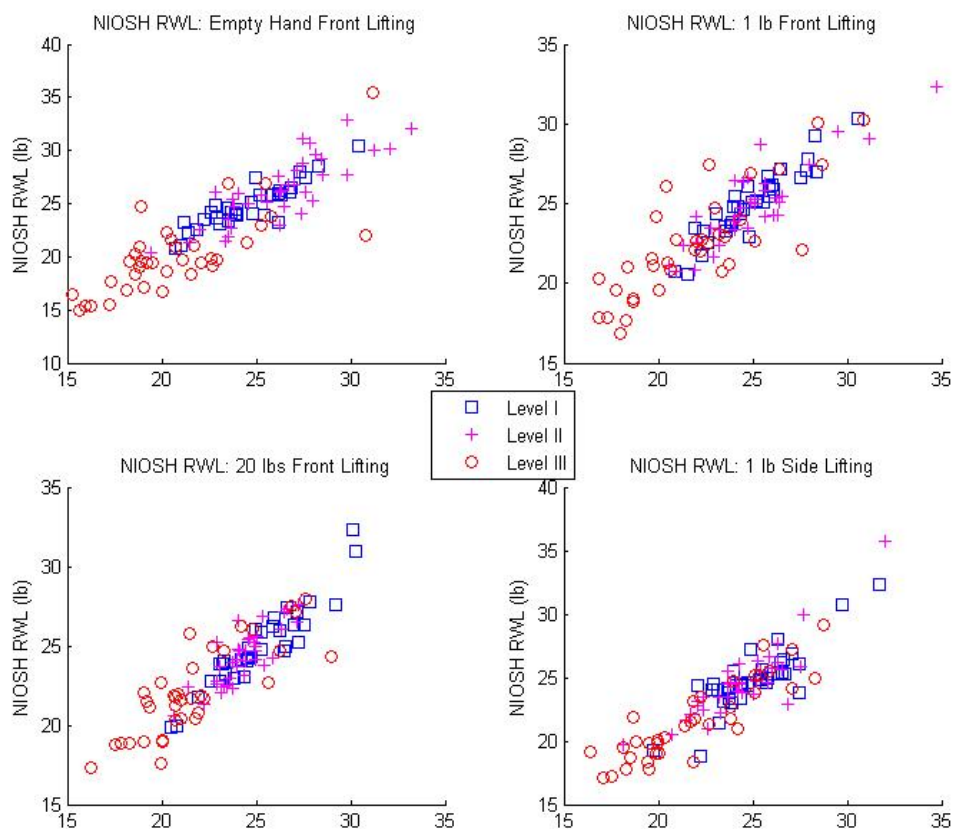 NIOSH RWL: Empty Hand Front Lifting
40
35
30
25
20
15
10
NIOSH RWL (lb)
15 20 25 30 35
NIOSH RWL: 1 lb Front Lifting
35
30
25
20
15
NIOSH RWL (lb)
15 20 25 30 35
Level I
Level II
Level III
NIOSH RWL: 20 lbs Front Lifting
35
30
25
20
15
NIOSH RWL (lb)
15 20 25 30 35
NIOSH RWL: 1 lb Side Lifting
40
35
30
25
20
15
NIOSH RWL (lb)
15 20 25 30 35